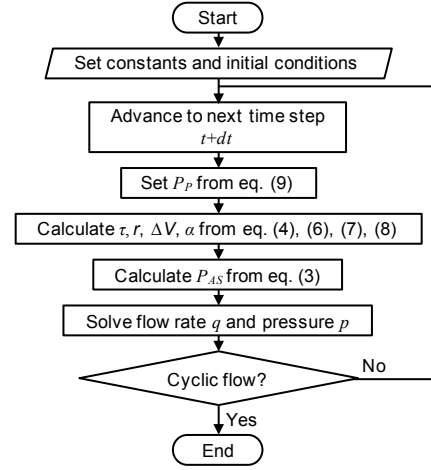 Start
Set constants and initial conditions
Advance to next time step
t+dt
Set P_P from eq. (9)
Calculate τ, r, ΔV, α from eq. (4), (6), (7), (8)
Calculate P_AS from eq. (3)
Solve flow rate q and pressure p
Cyclic flow?
No
Yes
End